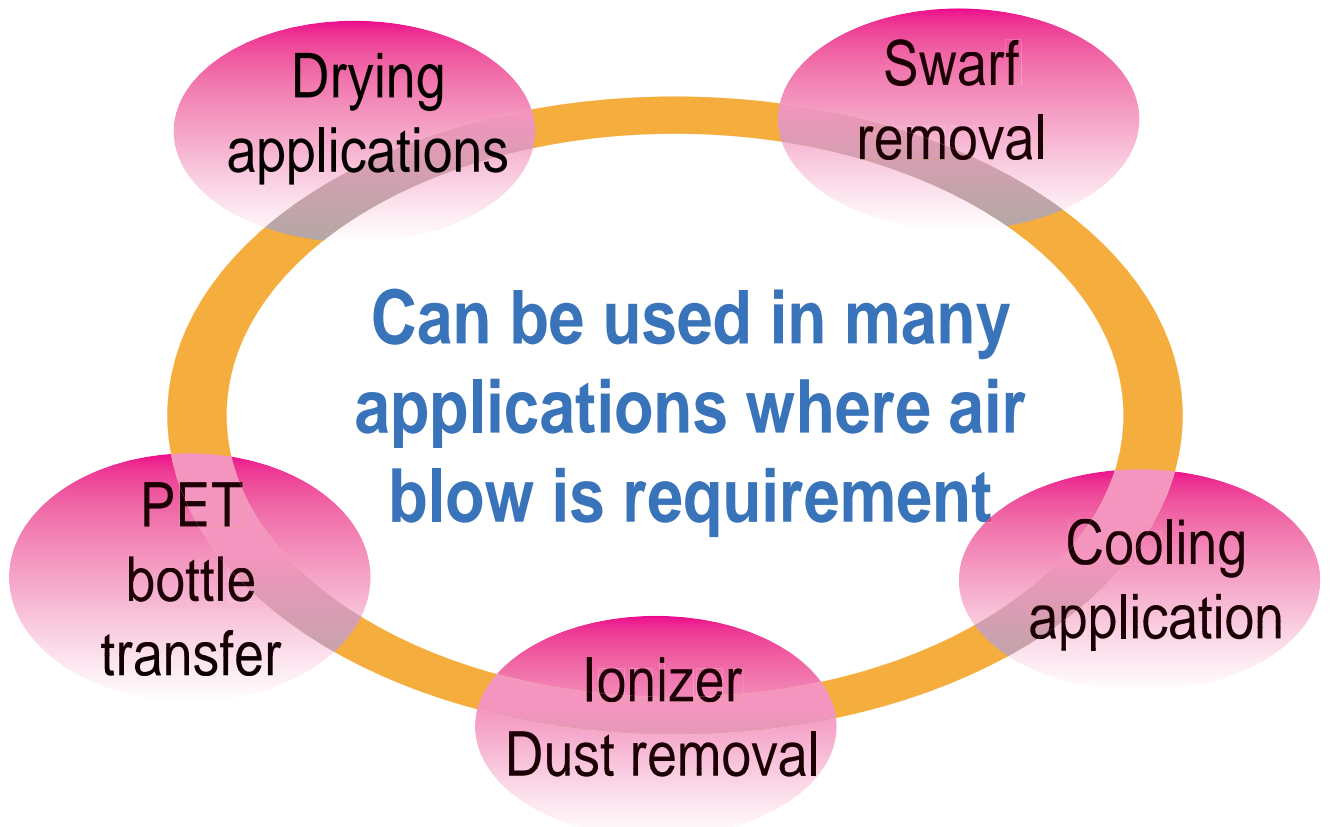 Drying
applications
Swarf
removal
Can be used in many
applications where air
blow is requirement
PET
bottle
transfer
Cooling
application
Ionizer
Dust removal